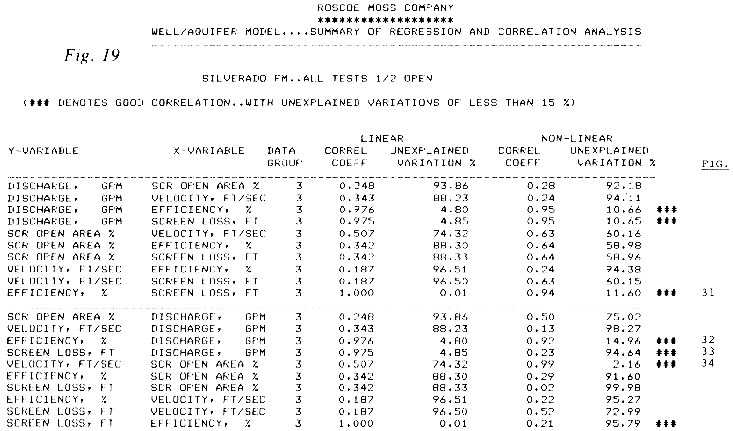 ROSCOE MOSS COMPANY
*******************
WELL/AQUIFER MODEL....SUMMARY OF REGRESSION AND CORRELATION ANALYSIS
Fig. 19
SILVERADO FM..ALL TESTS 1/2 OPEN
(*** DENOTES GOOD CORRELATION..WITH UNEXPLAINED VARIATIONS OF LESS THAN 15 %)
LINEAR NON-LINEAR
Y-VARIABLE X-VARIABLE DATA CORREL UNEXPLAINED CORREL UNEXPLAINED
GROUP COEFF VARIATION % COEFF VARIATION % FIG.
DISCHARGE, GPM SCR OPEN AREA % 3 0.248 93.86 0.28 92.18
DISCHARGE, GPM VELOCITY, FT/SEC 3 0.343 88.23 0.24 94.11
DISCHARGE, GPM EFFICIENCY, % 3 0.976 4.80 0.95 10.66 ***
DISCHARGE, GPM SCREEN LOSS, FT 3 0.975 4.85 0.95 10.65 ***
SCR OPEN AREA % VELOCITY, FT/SEC 3 0.507 74.32 0.63 60.16
SCR OPEN AREA % EFFICIENCY, % 3 0.342 88.30 0.64 58.98
SCR OPEN AREA % SCREEN LOSS, FT 3 0.342 88.33 0.64 58.96
VELOCITY, FT/SEC EFFICIENCY, % 3 0.187 96.51 0.24 94.38
VELOCITY, FT/SEC SCREEN LOSS, FT 3 0.187 96.50 0.63 60.15
EFFICIENCY, % SCREEN LOSS, FT 3 1.000 0.01 0.94 11.60 *** 31
SCR OPEN AREA % DISCHARGE, GPM 3 0.248 93.86 0.50 75.02
VELOCITY, FT/SEC DISCHARGE, GPM 3 0.343 88.23 0.13 98.27
EFFICIENCY, % DISCHARGE, GPM 3 0.976 4.80 0.92 14.96 *** 32
SCREEN LOSS, FT DISCHARGE, GPM 3 0.975 4.85 0.23 94.64 *** 33
VELOCITY, FT/SEC SCR OPEN AREA % 3 0.507 74.32 0.99 2.16 *** 34
EFFICIENCY, % SCR OPEN AREA % 3 0.342 88.30 0.29 91.60
SCREEN LOSS, FT SCR OPEN AREA % 3 0.342 88.33 0.02 99.98
EFFICIENCY, % VELOCITY, FT/SEC 3 0.187 96.51 0.22 95.27
SCREEN LOSS, FT VELOCITY, FT/SEC 3 0.187 96.50 0.52 72.99
SCREEN LOSS, FT EFFICIENCY, % 3 1.000 0.01 0.21 95.79 ***